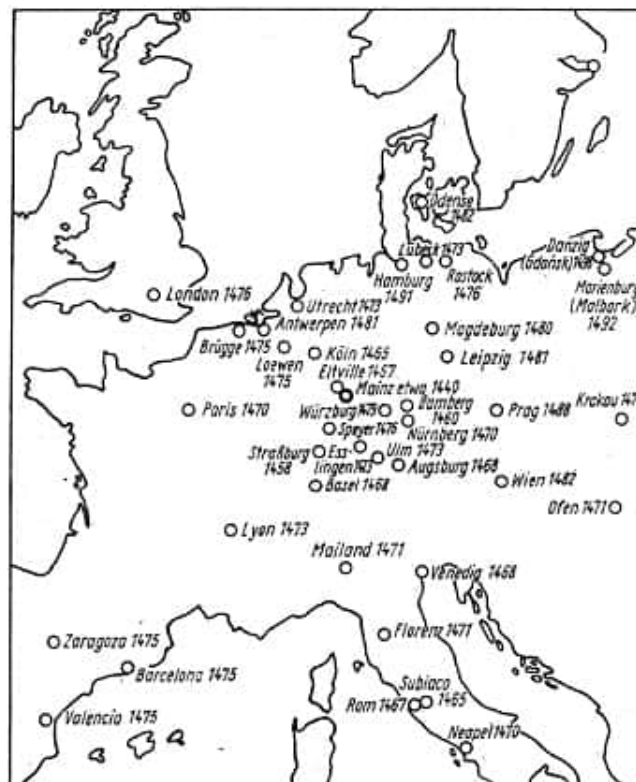 Odense
1482
Lübeck 1473
Hamburg
1491
Rostock
1476
Danzig
(Gdańsk)
Marienburg
(Malbork)
1492
London 1476
Utrecht 1473
Antwerpen 1481
Brügge 1475
Loewen
1475
Köln 1465
Magdeburg 1480
Leipzig 1481
Eltville 1467
Mainz etwa 1440
Paris 1470
Würzburg 1479
Bamberg
1460
Prag 1488
Krakau
Speyer 1476
Nürnberg 1470
Straßburg
1458
Ess-
lingen
Ulm 1473
Augsburg 1468
Basel 1468
Wien 1482
Ofen 1471
Lyon 1473
Mailand 1471
Venedig 1468
Zaragoza 1475
Florenz 1471
Barcelona 1475
Subiaco
1465
Rom 1467
Valencia 1475
Neapel 1470